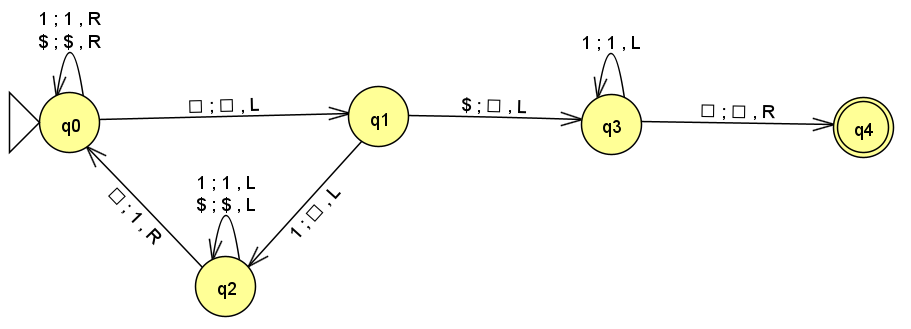 1 ; 1 , R
$ ; $ , R
q0
□ ; □ , L
q1
$ ; □ , L
1 ; 1 , L
q3
□ ; □ , R
q4
□ ; 1 , R
1 ; 1 , L
$ ; $ , L
q2
1 ; □ , L